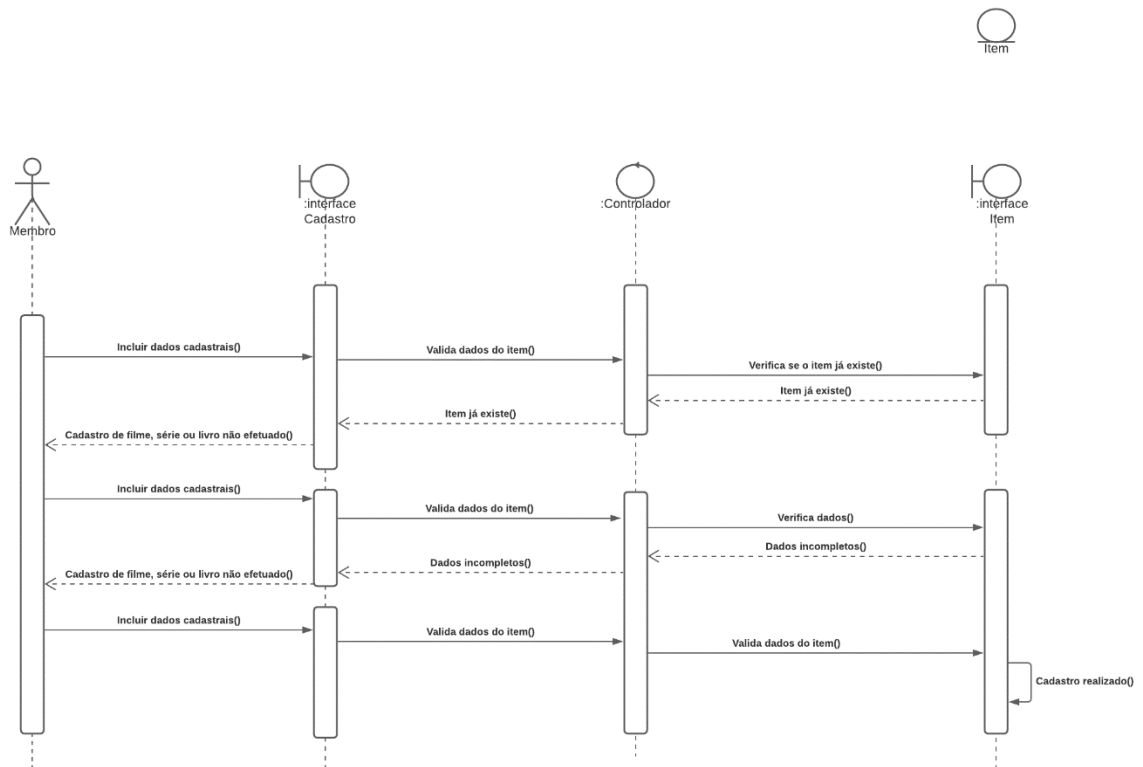 Item
Membro
:interface
Cadastro
:Controlador
:interface
Item
Incluir dados cadastrais()
Valida dados do item()
Verifica se o item já existe()
Item já existe()
Item já existe()
Cadastro de filme, série ou livro não efetuado()
Incluir dados cadastrais()
Valida dados do item()
Verifica dados()
Dados incompletos()
Dados incompletos()
Cadastro de filme, série ou livro não efetuado()
Incluir dados cadastrais()
Valida dados do item()
Valida dados do item()
Cadastro realizado()